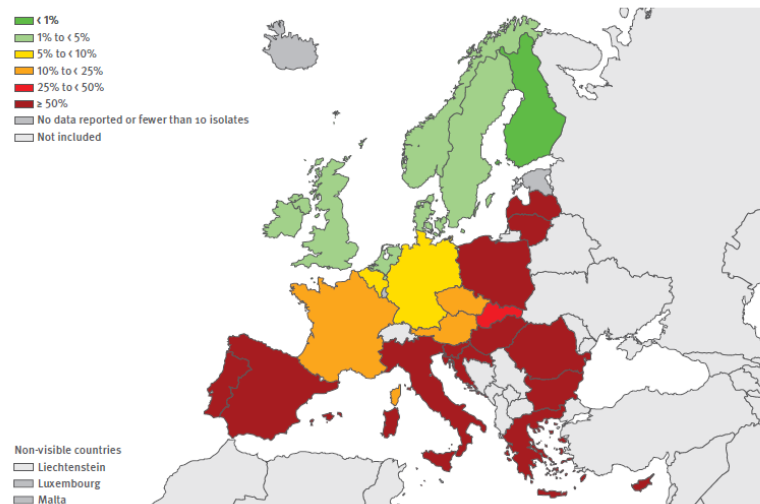 < 1%
1% to < 5%
5% to < 10%
10% to < 25%
25% to < 50%
≥ 50%
No data reported or fewer than 10 isolates
Not included
Non-visible countries
Liechtenstein
Luxembourg
Malta